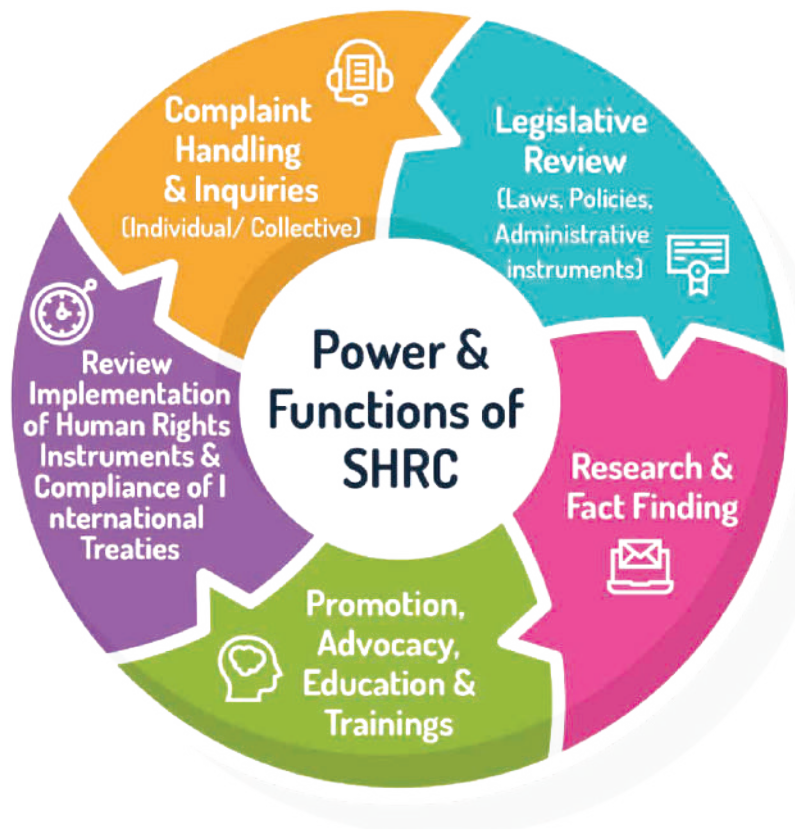 Power &
Functions of
SHRC
Complaint
Handling
& Inquiries
(Individual/ Collective)
Legislative
Review
(Laws, Policies,
Administrative
instruments)
Research &
Fact Finding
Promotion,
Advocacy,
Education &
Trainings
Review
Implementation
of Human Rights
Instruments &
Compliance of I
nternational
Treaties